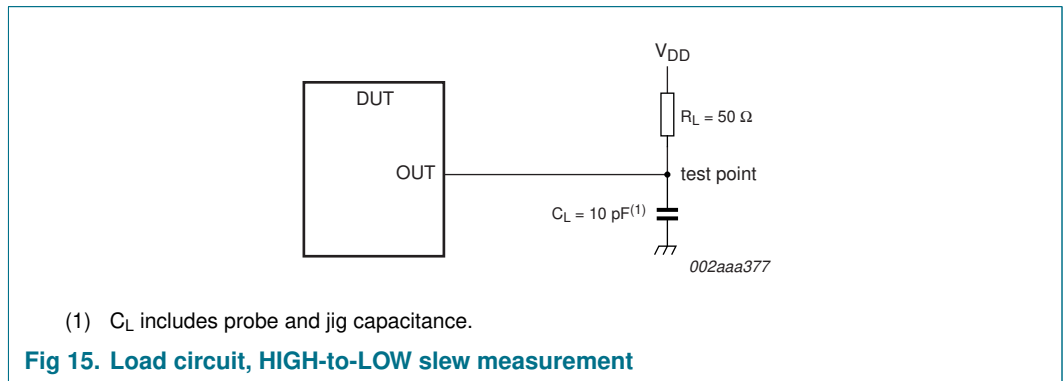 V_DD
DUT
R_L = 50 Ω
OUT
test point
C_L = 10 pF(1)
002aaa377
(1) C_L includes probe and jig capacitance.
Fig 15. Load circuit, HIGH-to-LOW slew measurement